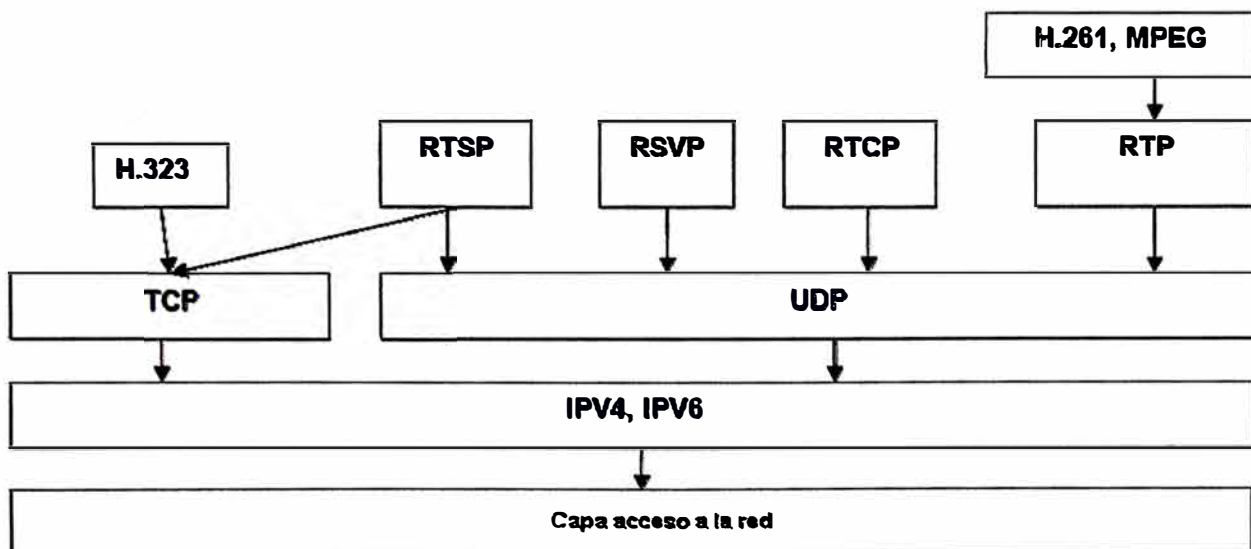 H.261, MPEG
H.323
RTSP
RSVP
RTCP
RTP
TCP
UDP
IPV4, IPV6
Capa acceso a la red